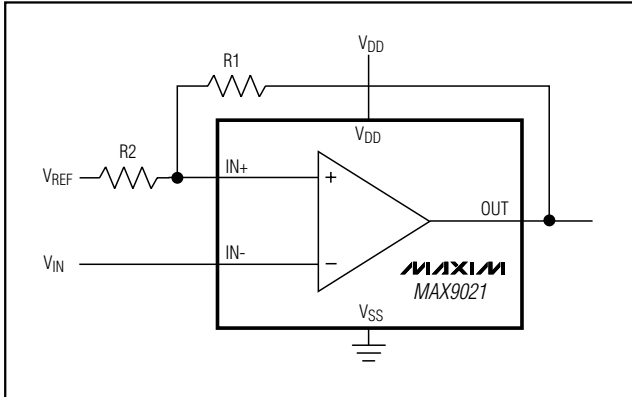 VDD
R1
VDD
R2
VREF
IN+
+
OUT
VIN
IN-
−
MAXIM
MAX9021
VSS